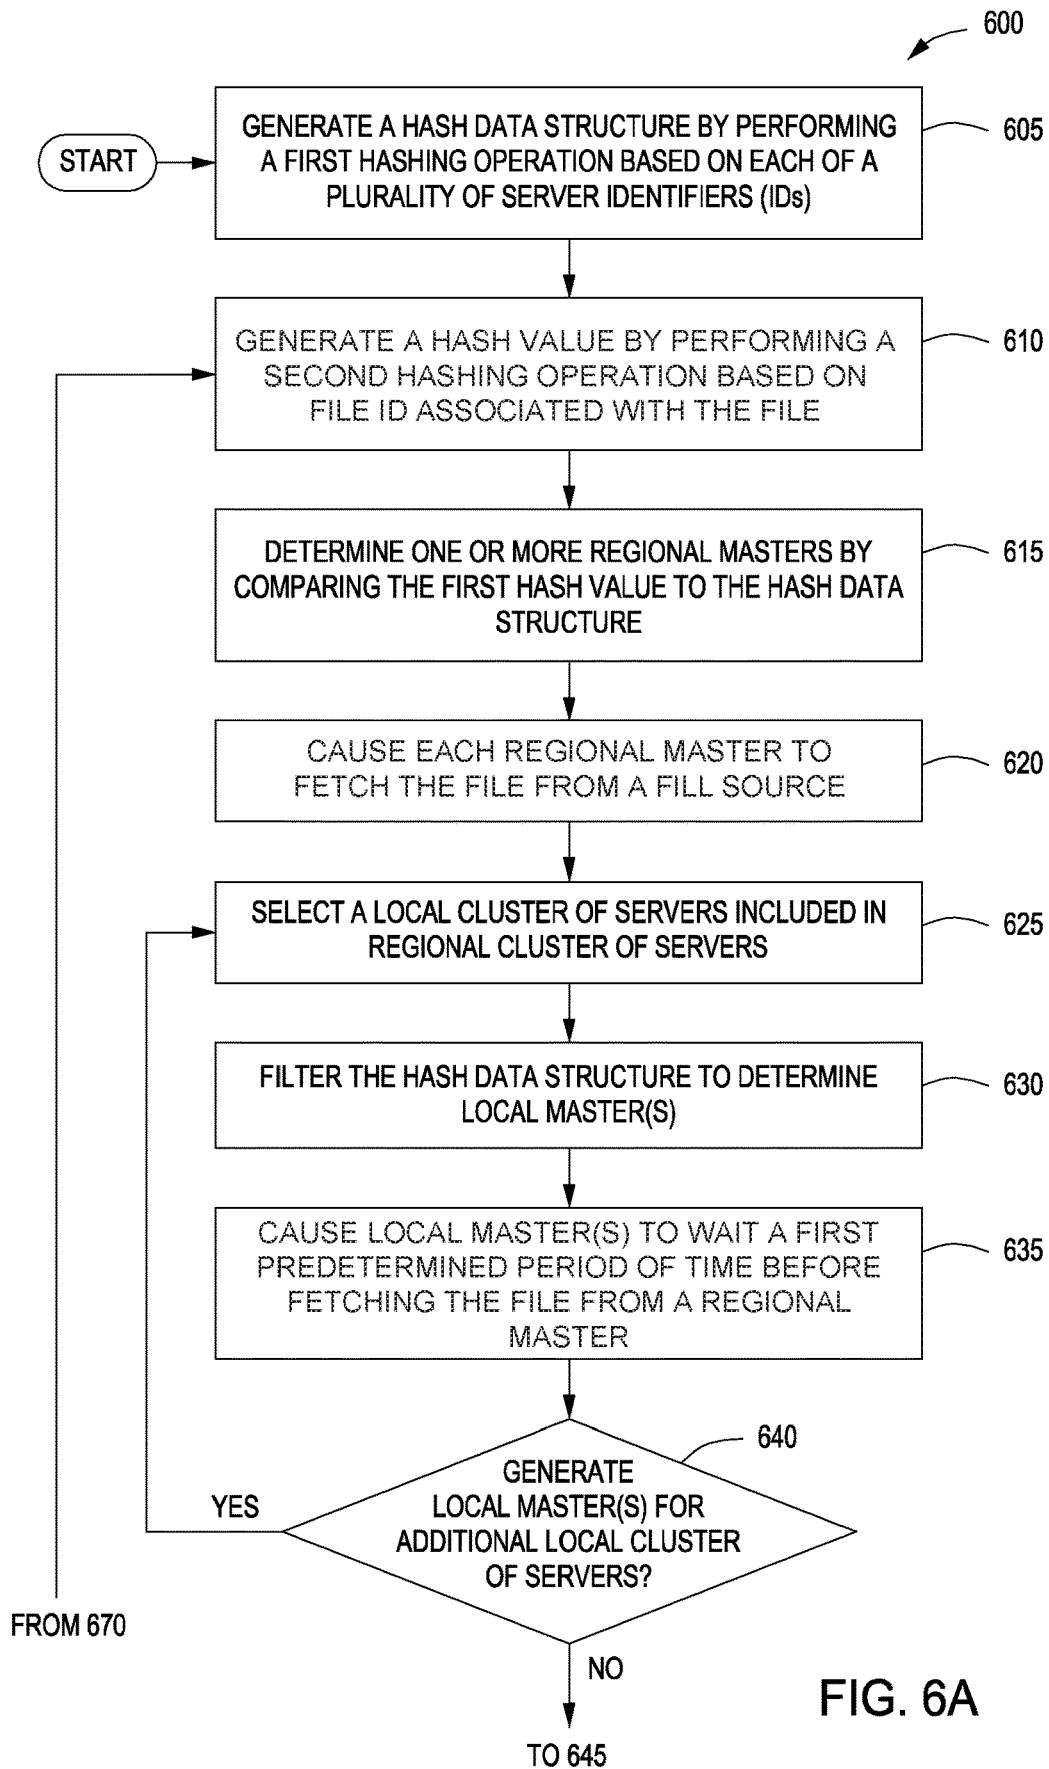 600
START
GENERATE A HASH DATA STRUCTURE BY PERFORMING
A FIRST HASHING OPERATION BASED ON EACH OF A
PLURALITY OF SERVER IDENTIFIERS (IDs)
605
GENERATE A HASH VALUE BY PERFORMING A
SECOND HASHING OPERATION BASED ON
FILE ID ASSOCIATED WITH THE FILE
610
DETERMINE ONE OR MORE REGIONAL MASTERS BY
COMPARING THE FIRST HASH VALUE TO THE HASH DATA
STRUCTURE
615
CAUSE EACH REGIONAL MASTER TO
FETCH THE FILE FROM A FILL SOURCE
620
SELECT A LOCAL CLUSTER OF SERVERS INCLUDED IN
REGIONAL CLUSTER OF SERVERS
625
FILTER THE HASH DATA STRUCTURE TO DETERMINE
LOCAL MASTER(S)
630
CAUSE LOCAL MASTER(S) TO WAIT A FIRST
PREDETERMINED PERIOD OF TIME BEFORE
FETCHING THE FILE FROM A REGIONAL
MASTER
635
640
GENERATE
LOCAL MASTER(S) FOR
ADDITIONAL LOCAL CLUSTER
OF SERVERS?
YES
FROM 670
NO
TO 645
FIG. 6A